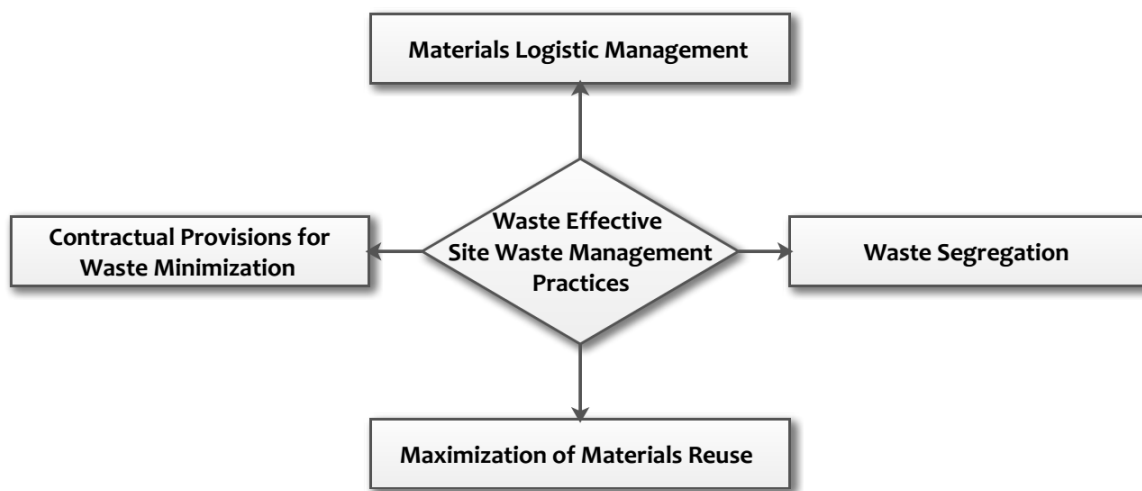 Materials Logistic Management
Contractual Provisions for
Waste Minimization
Waste Effective
Site Waste Management
Practices
Waste Segregation
Maximization of Materials Reuse